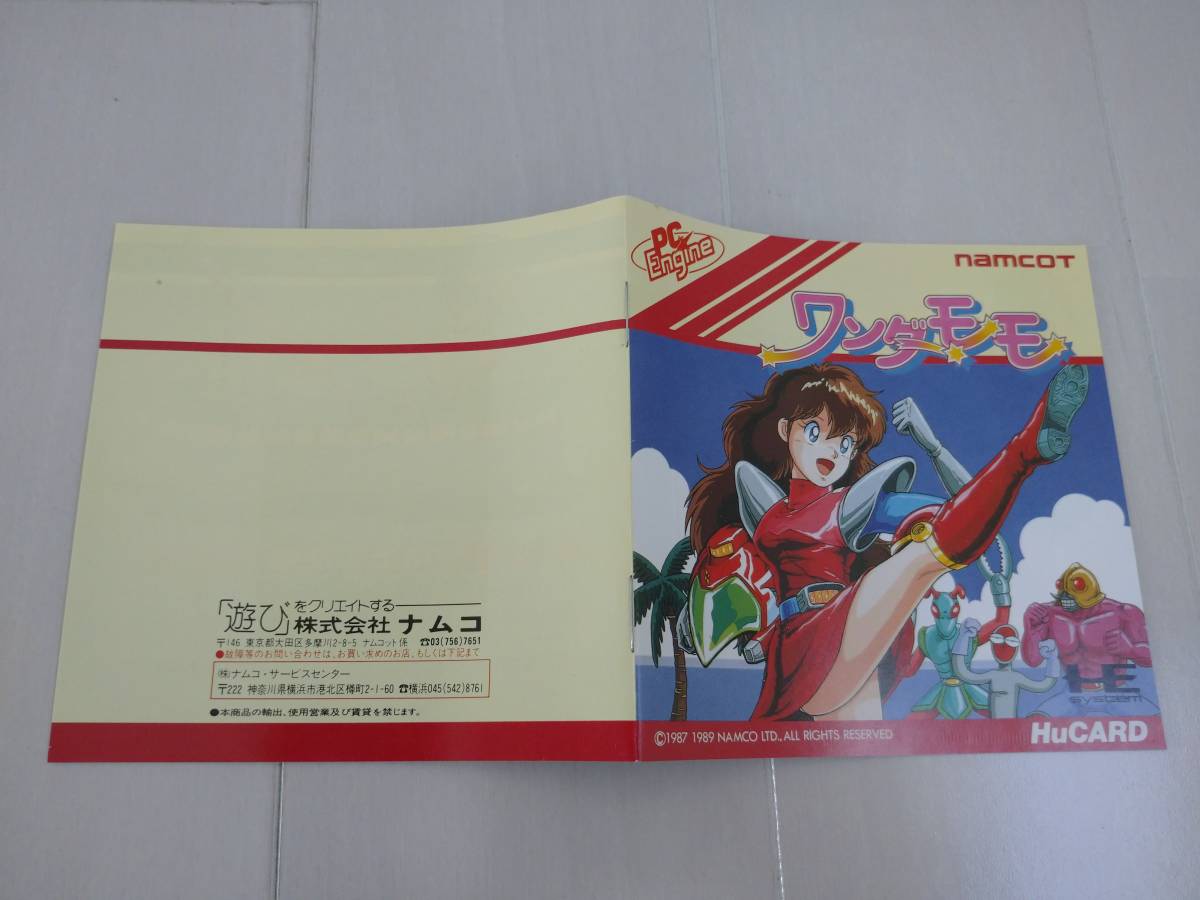 「遊び」をクリエイトする
株式会社 ナムコ
〒146 東京都大田区多摩川2-8-5 ナムコット係 ☎03(756)7651
●故障等のお問い合わせは、お買い求めのお店、もしくは下記まで
㈱ナムコ・サービスセンター
〒222 神奈川県横浜市港北区樽町2-1-60 ☎横浜045(542)8761
●本商品の輸出、使用営業及び賃貸を禁じます。
PC Engine
namcoT
ワンダーモモ
HE
system
©1987 1989 NAMCO LTD., ALL RIGHTS RESERVED
HuCARD